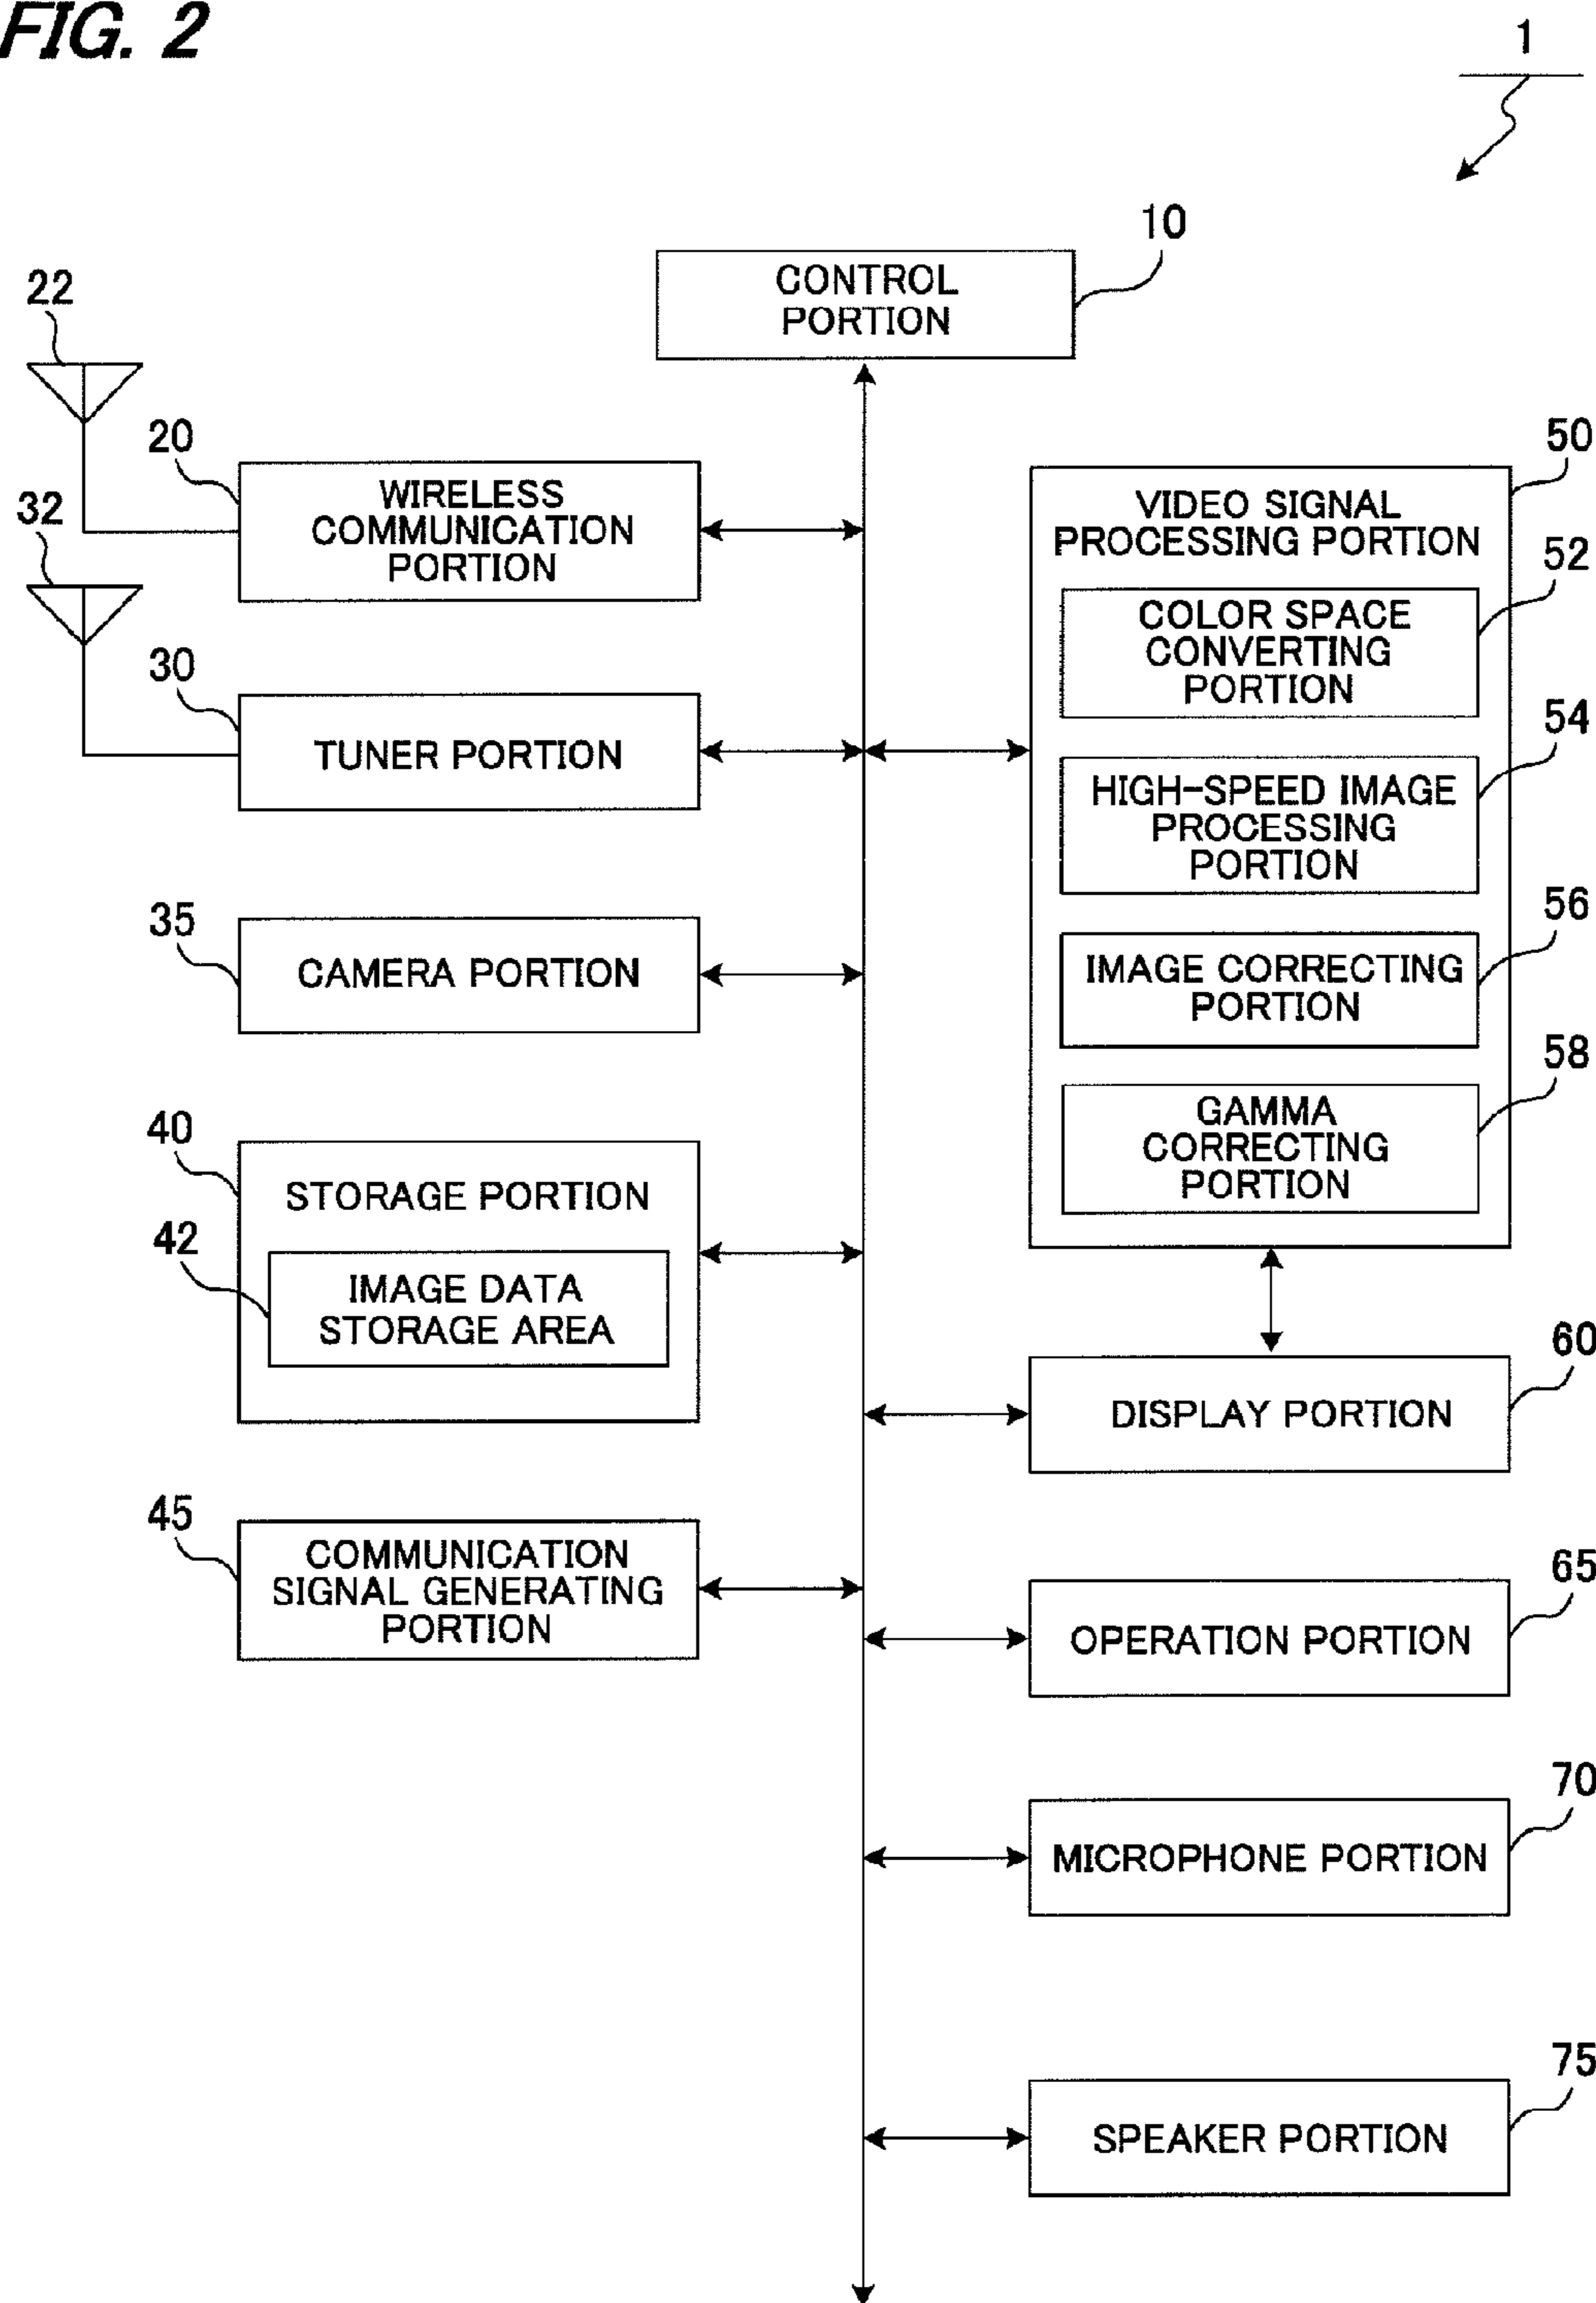 FIG. 2
1
10
CONTROL
PORTION
22
20
WIRELESS
COMMUNICATION
PORTION
32
30
TUNER PORTION
35
CAMERA PORTION
40
STORAGE PORTION
42
IMAGE DATA
STORAGE AREA
45
COMMUNICATION
SIGNAL GENERATING
PORTION
50
VIDEO SIGNAL
PROCESSING PORTION
52
COLOR SPACE
CONVERTING
PORTION
54
HIGH-SPEED IMAGE
PROCESSING
PORTION
56
IMAGE CORRECTING
PORTION
58
GAMMA
CORRECTING
PORTION
60
DISPLAY PORTION
65
OPERATION PORTION
70
MICROPHONE PORTION
75
SPEAKER PORTION